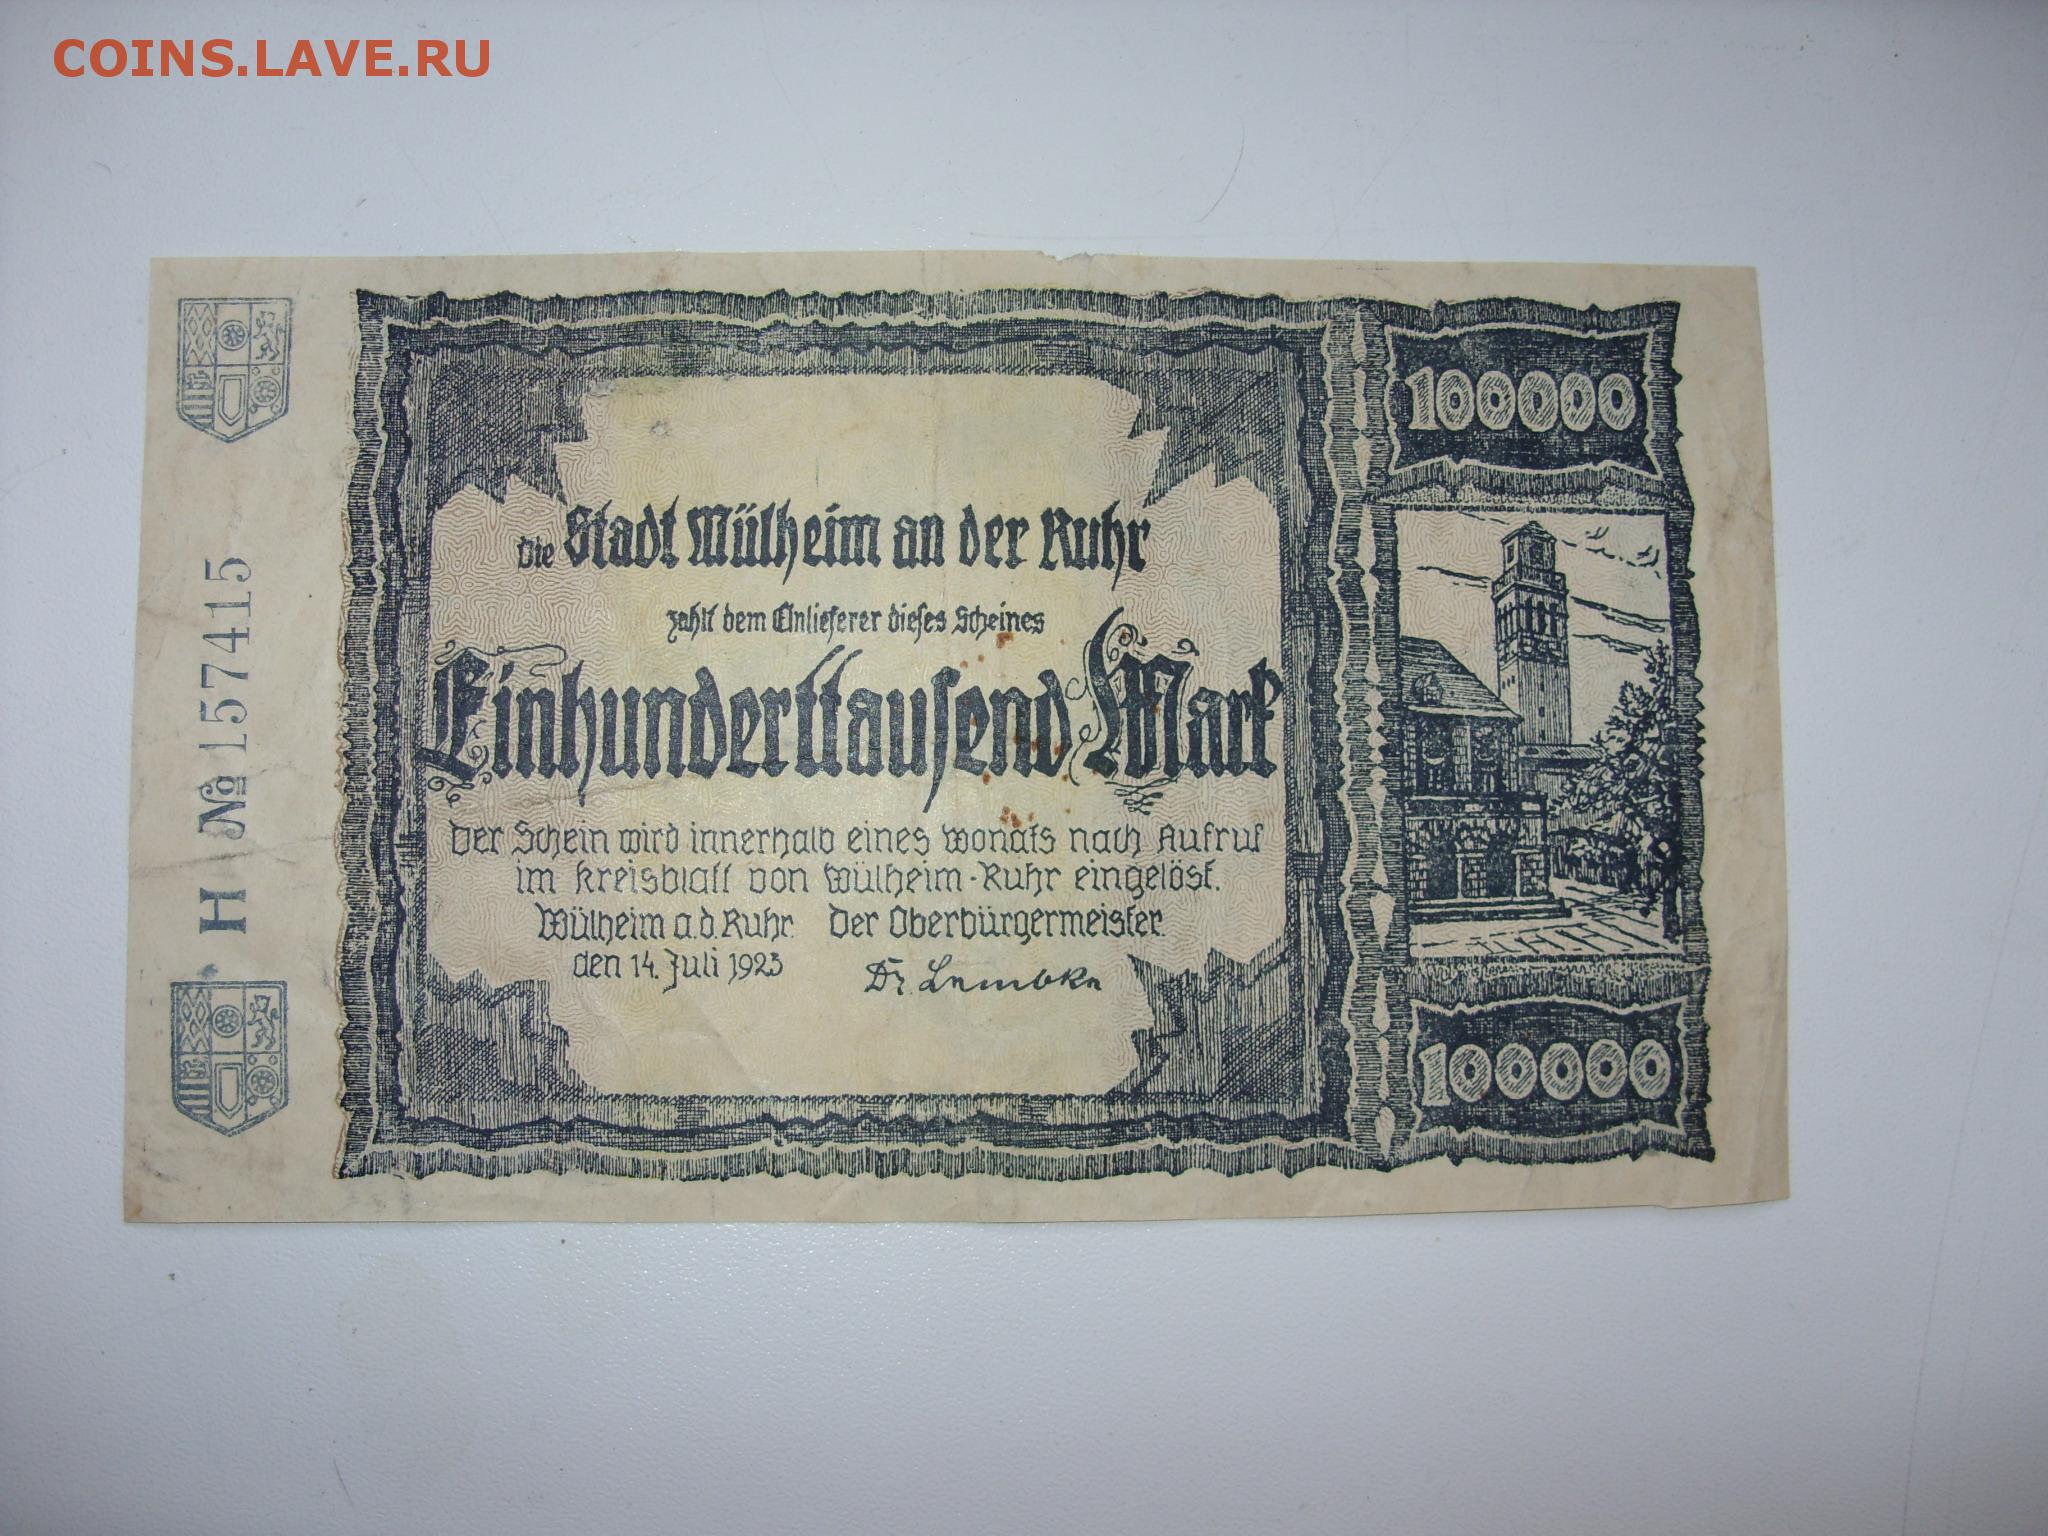 COINS.LAVE.RU
H № 157415
Die Stadt Mülheim an der Ruhr
zahlt dem Einlieferer dieses Scheines
Einhunderttausend Mark
Der Schein wird innerhalb eines Monats nach Aufruf
im Kreisblatt von Mülheim-Ruhr eingelöst.
Mülheim a.d. Ruhr. Der Oberbürgermeister.
den 14. Juli 1923 Dr. Lembke
100000
100000